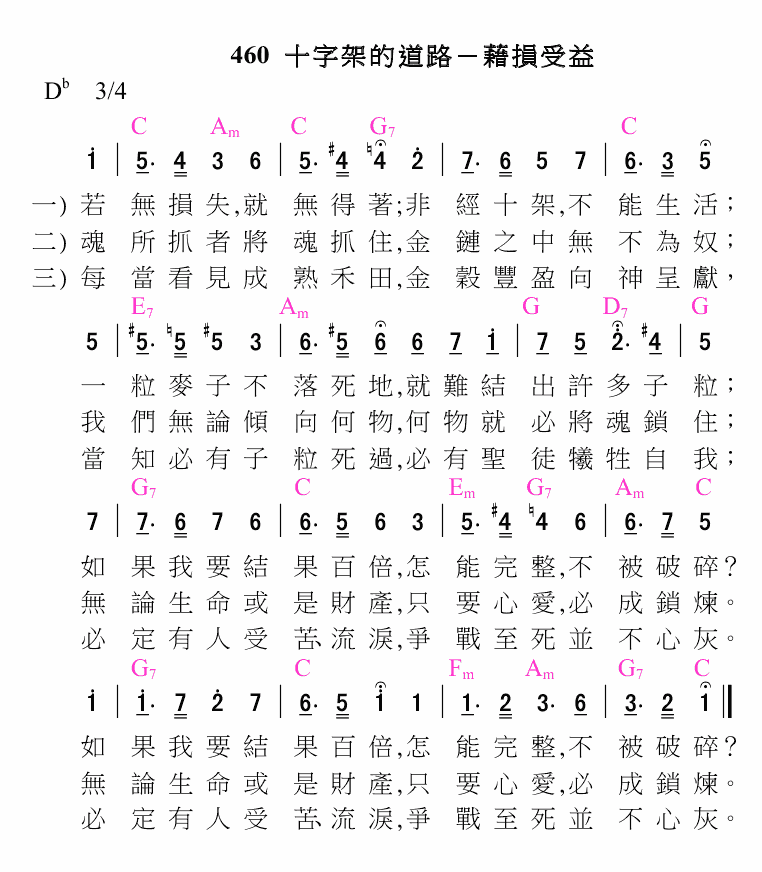 460 十字架的道路－藉損受益
D♭ 3/4
C Am C G7 C
i̇ | 5· 4 3 6 | 5· #4 ♮4̇ 2̇ | 7· 6 5 7 | 6· 3 5
一) 若 無 損 失,就 無 得 著;非 經 十 架,不 能 生 活；
二) 魂 所 抓 者 將 魂 抓 住,金 鏈 之 中 無 不 為 奴；
三) 每 當 看 見 成 熟 禾 田,金 穀 豐 盈 向 神 呈 獻，
E7 Am G D7 G
5 | #5· ♮5 #5 3 | 6· #5 6 6 7 i | 7 5 2̇· #4 | 5
一 粒 麥 子 不 落 死 地,就 難 結 出 許 多 子 粒；
我 們 無 論 傾 向 何 物,何 物 就 必 將 魂 鎖 住；
當 知 必 有 子 粒 死 過,必 有 聖 徒 犧 牲 自 我；
G7 C Em G7 Am C
7 | 7· 6 7 6 | 6· 5 6 3 | 5· #4 ♮4 6 | 6· 7 5
如 果 我 要 結 果 百 倍,怎 能 完 整,不 被 破 碎？
無 論 生 命 或 是 財 產,只 要 心 愛,必 成 鎖 煉。
必 定 有 人 受 苦、流 淚,爭 戰 至 死 並 不 心 灰。
G7 C Fm Am G7 C
i | i· 7 2̇ 7 | 6· 5 i 1 | 1· 2 3· 6 | 3· 2 1 ‖
如 果 我 要 結 果 百 倍,怎 能 完 整,不 被 破 碎？
無 論 生 命 或 是 財 產,只 要 心 愛,必 成 鎖 煉。
必 定 有 人 受 苦、流 淚,爭 戰 至 死 並 不 心 灰。